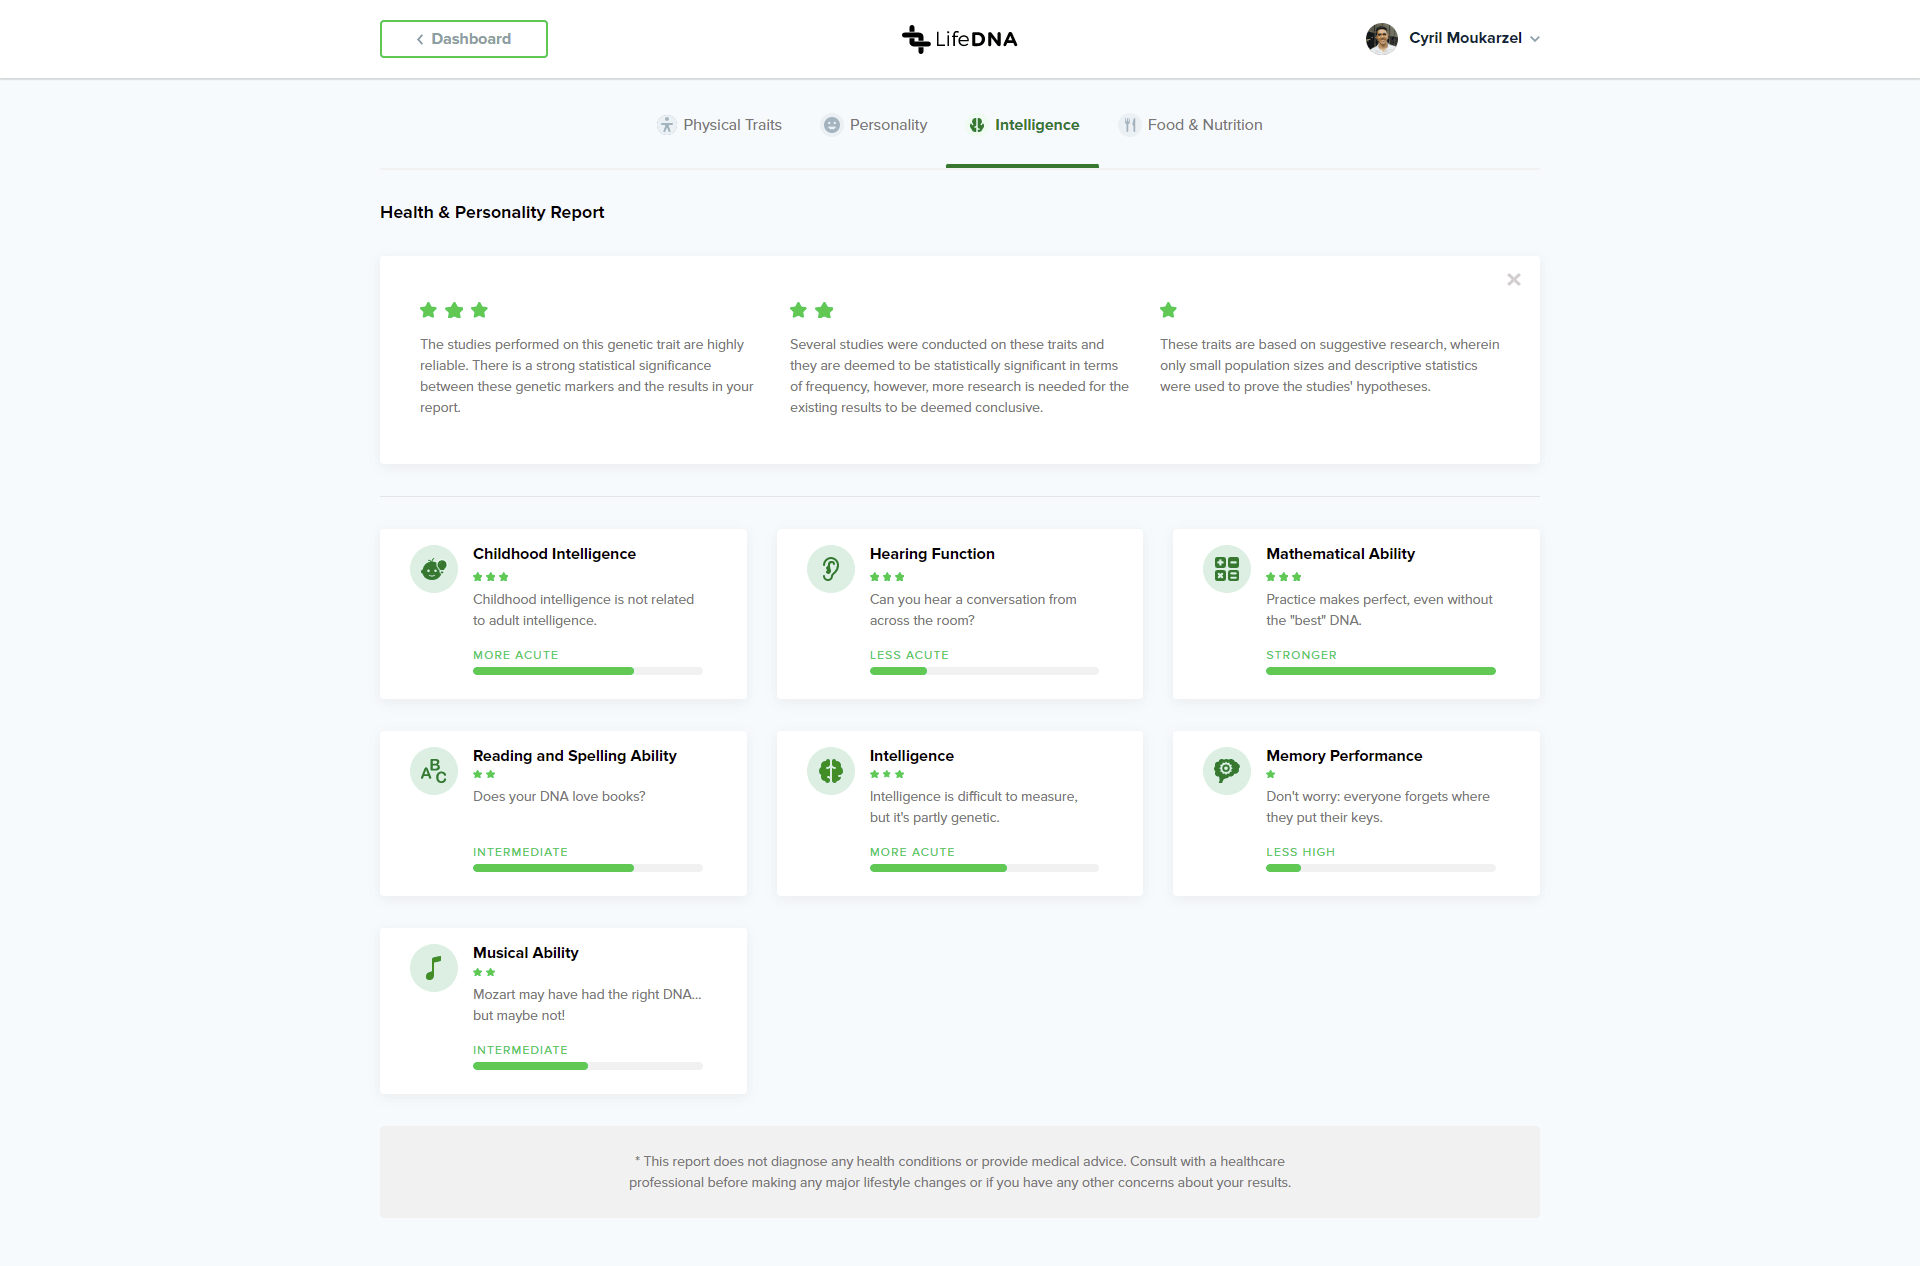 Dashboard
LifeDNA
Cyril Moukarzel
Physical Traits
Personality
Intelligence
Food & Nutrition
Health & Personality Report
The studies performed on this genetic trait are highly
reliable. There is a strong statistical significance
between these genetic markers and the results in your
report.
Several studies were conducted on these traits and
they are deemed to be statistically significant in terms
of frequency, however, more research is needed for the
existing results to be deemed conclusive.
These traits are based on suggestive research, wherein
only small population sizes and descriptive statistics
were used to prove the studies' hypotheses.
Childhood Intelligence
Childhood intelligence is not related
to adult intelligence.
MORE ACUTE
Hearing Function
Can you hear a conversation from
across the room?
LESS ACUTE
Mathematical Ability
Practice makes perfect, even without
the "best" DNA.
STRONGER
ABC
Reading and Spelling Ability
Does your DNA love books?
INTERMEDIATE
Intelligence
Intelligence is difficult to measure,
but it's partly genetic.
MORE ACUTE
Memory Performance
Don't worry: everyone forgets where
they put their keys.
LESS HIGH
Musical Ability
Mozart may have had the right DNA...
but maybe not!
INTERMEDIATE
* This report does not diagnose any health conditions or provide medical advice. Consult with a healthcare
professional before making any major lifestyle changes or if you have any other concerns about your results.